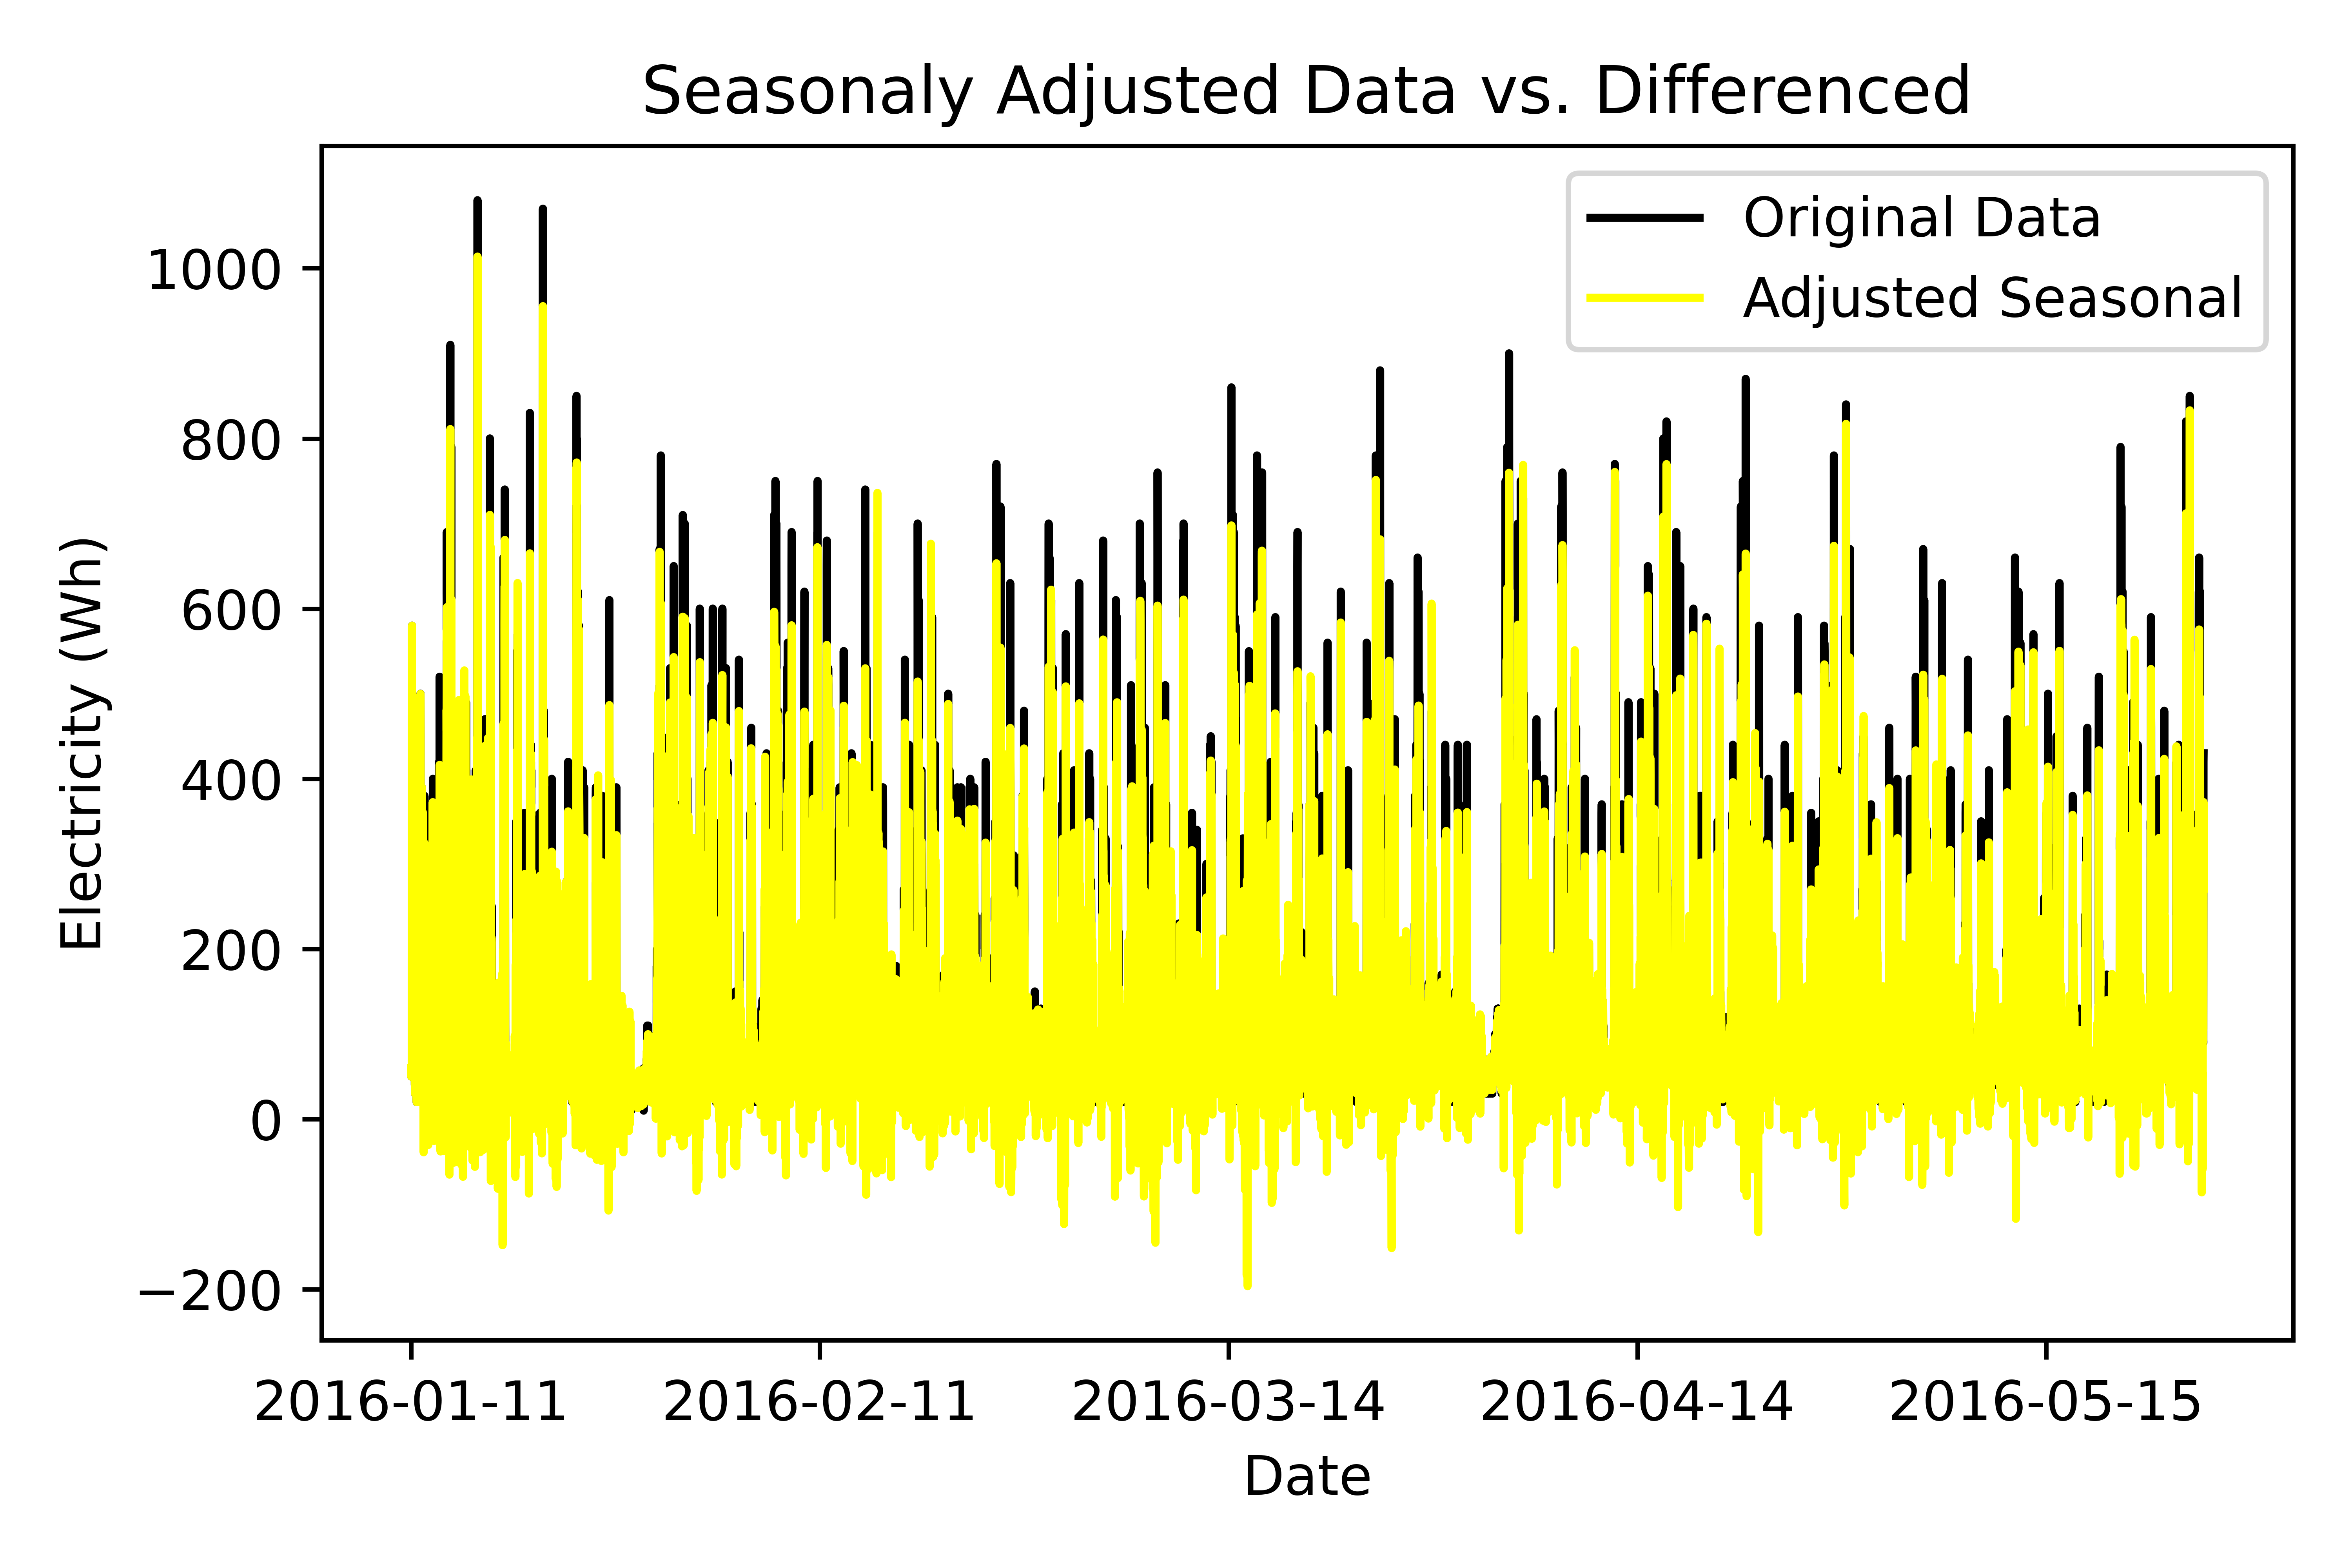 Seasonaly Adjusted Data vs. Differenced
Original Data
Adjusted Seasonal
Electricity (Wh)
1000
800
600
400
200
0
−200
2016-01-11 2016-02-11 2016-03-14 2016-04-14 2016-05-15
Date